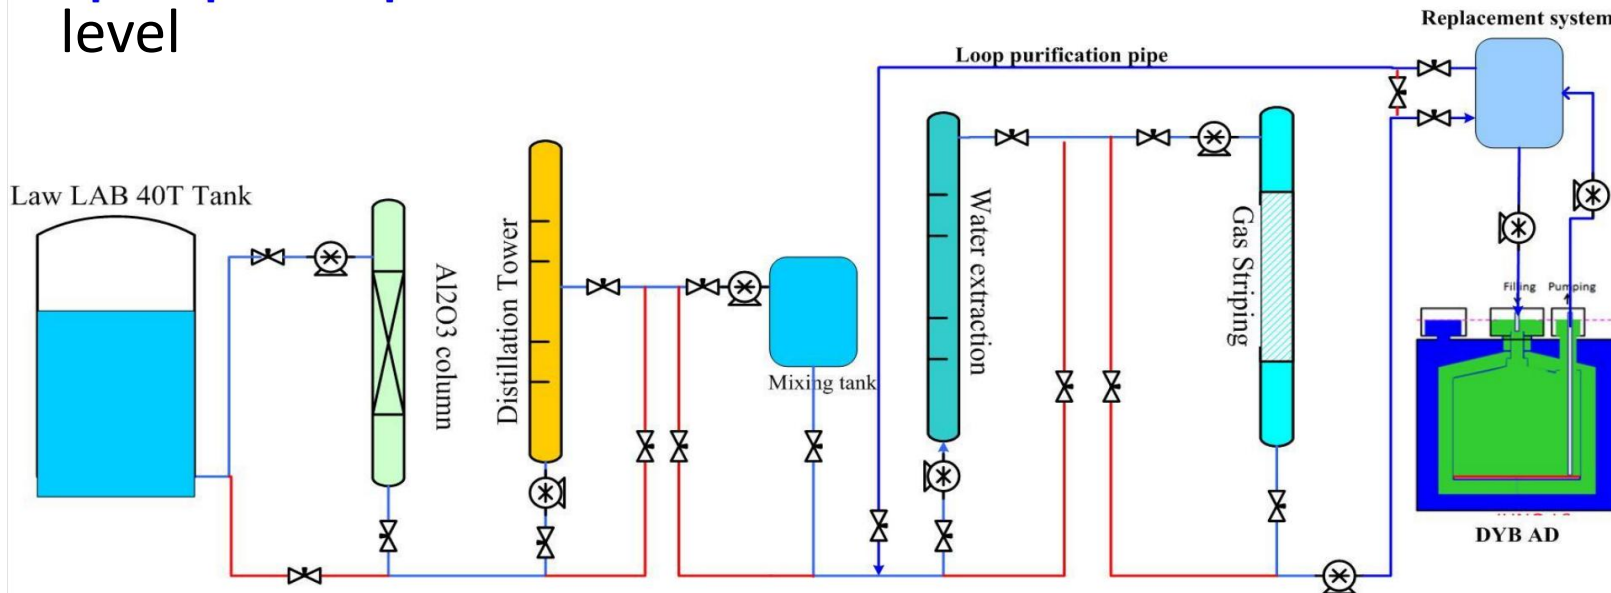 level
Replacement system
Loop purification pipe
Law LAB 40T Tank
Al2O3 column
Distillation Tower
Mixing tank
Water extraction
Gas Striping
Filling
Pumping
DYB AD